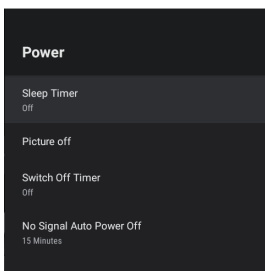 Power
Sleep Timer
Off
Picture off
Switch Off Timer
Off
No Signal Auto Power Off
15 Minutes